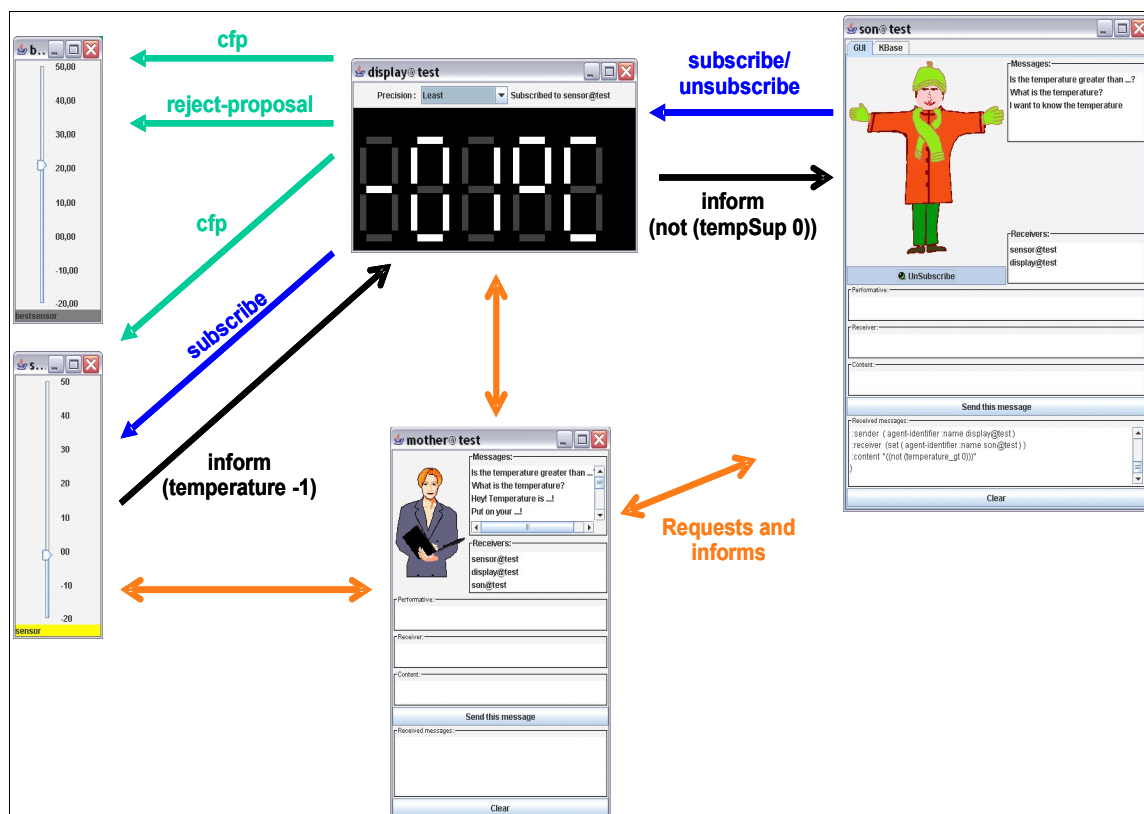 b...
50,00
40,00
30,00
20,00
10,00
00,00
-10,00
-20,00
bestsensor
cfp
reject-proposal
cfp
subscribe
display@test
Precision :
Least
Subscribed to sensor@test
-01°C
subscribe/
unsubscribe
inform
(not (tempSup 0))
son@test
GUI
KBase
Messages:
Is the temperature greater than ...?
What is the temperature?
I want to know the temperature
Receivers:
sensor@test
display@test
UnSubscribe
Performative:
Receiver:
Content:
Send this message
Received messages:
:sender ( agent-identifier :name display@test )
:receiver (set ( agent-identifier :name son@test ) )
:content "((not (temperature_gt 0)))"
)
Clear
s...
50
40
30
20
10
00
-10
-20
sensor
inform
(temperature -1)
mother@test
Messages:
Is the temperature greater than ...
What is the temperature?
Hey! Temperature is ...!
Put on your ...!
Receivers:
sensor@test
display@test
son@test
Performative:
Receiver:
Content:
Send this message
Received messages:
Clear
Requests and
informs